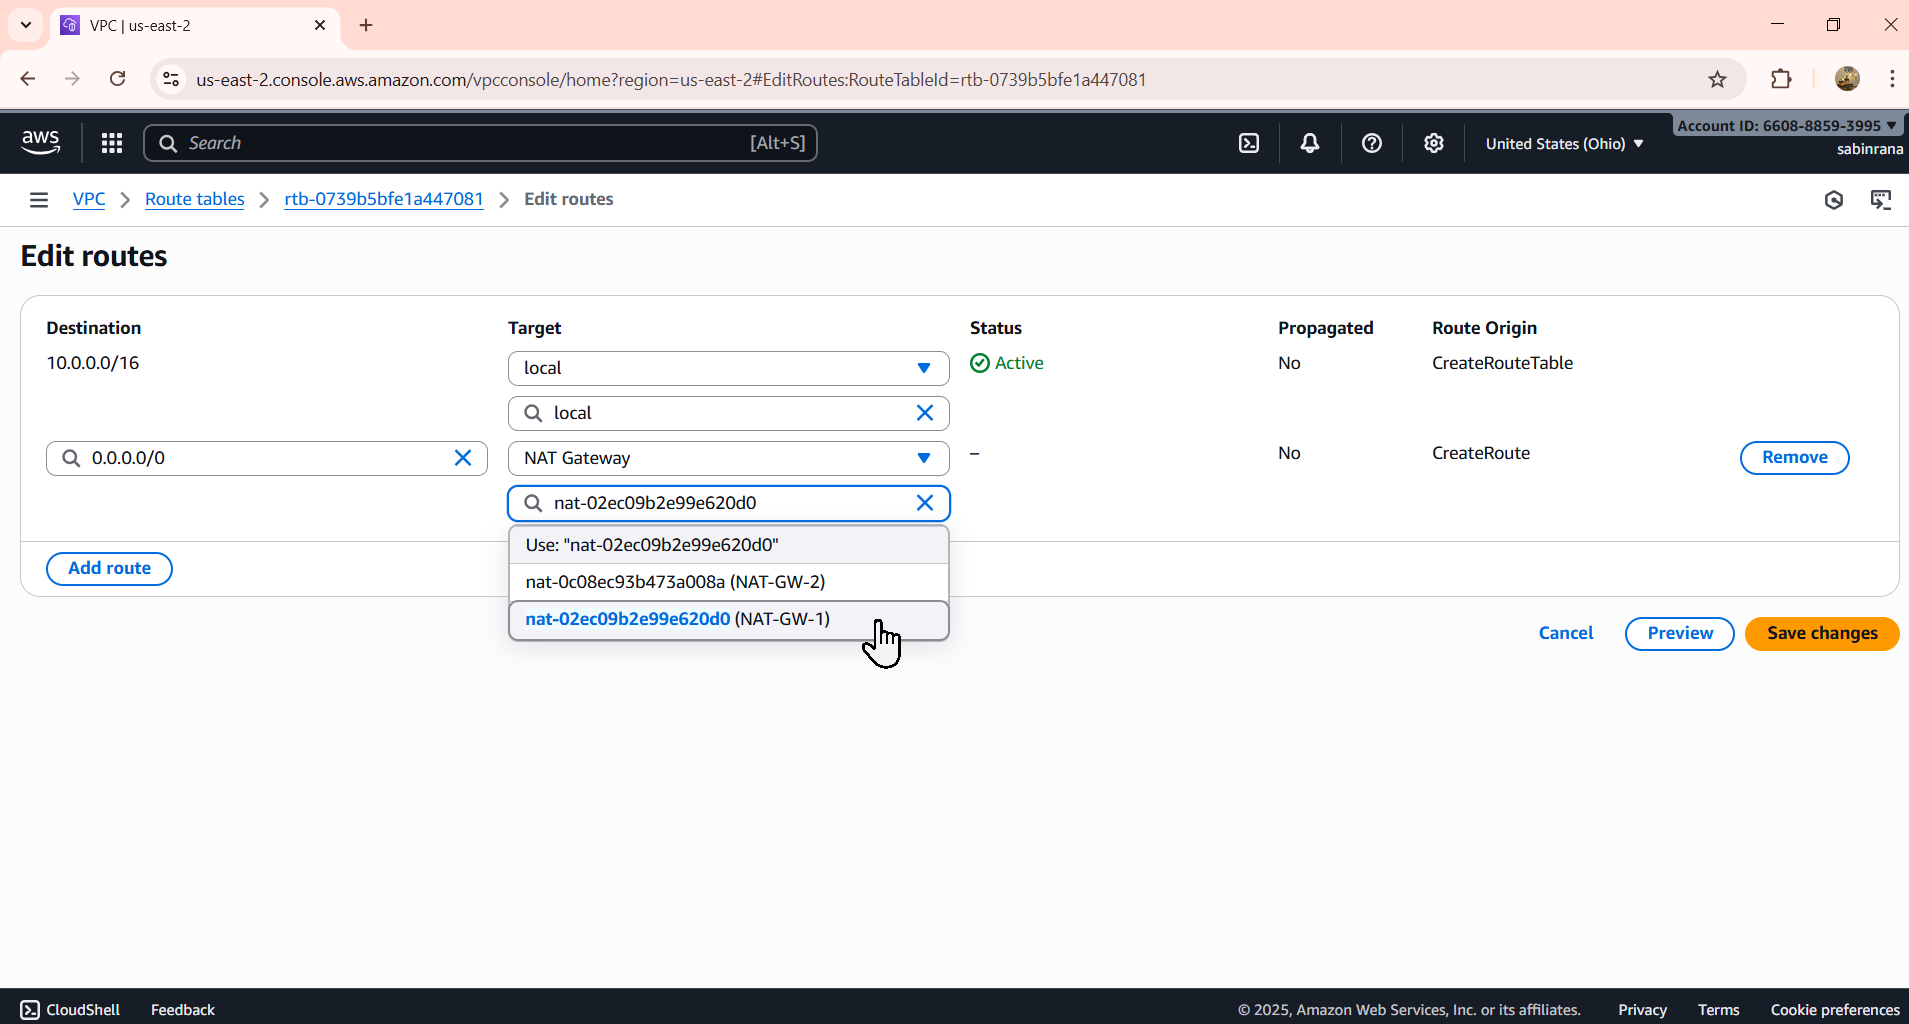 VPC | us-east-2
us-east-2.console.aws.amazon.com/vpcconsole/home?region=us-east-2#EditRoutes:RouteTableId=rtb-0739b5bfe1a447081
aws
Search
[Alt+S]
United States (Ohio)
Account ID: 6608-8859-3995
sabinrana
VPC
Route tables
rtb-0739b5bfe1a447081
Edit routes
Edit routes
Destination Target Status Propagated Route Origin
10.0.0.0/16 local Active No CreateRouteTable
local
0.0.0.0/0 NAT Gateway – No CreateRoute Remove
nat-02ec09b2e99e620d0
Use: "nat-02ec09b2e99e620d0"
nat-0c08ec93b473a008a (NAT-GW-2)
nat-02ec09b2e99e620d0 (NAT-GW-1)
Add route
Cancel Preview Save changes
CloudShell Feedback © 2025, Amazon Web Services, Inc. or its affiliates. Privacy Terms Cookie preferences